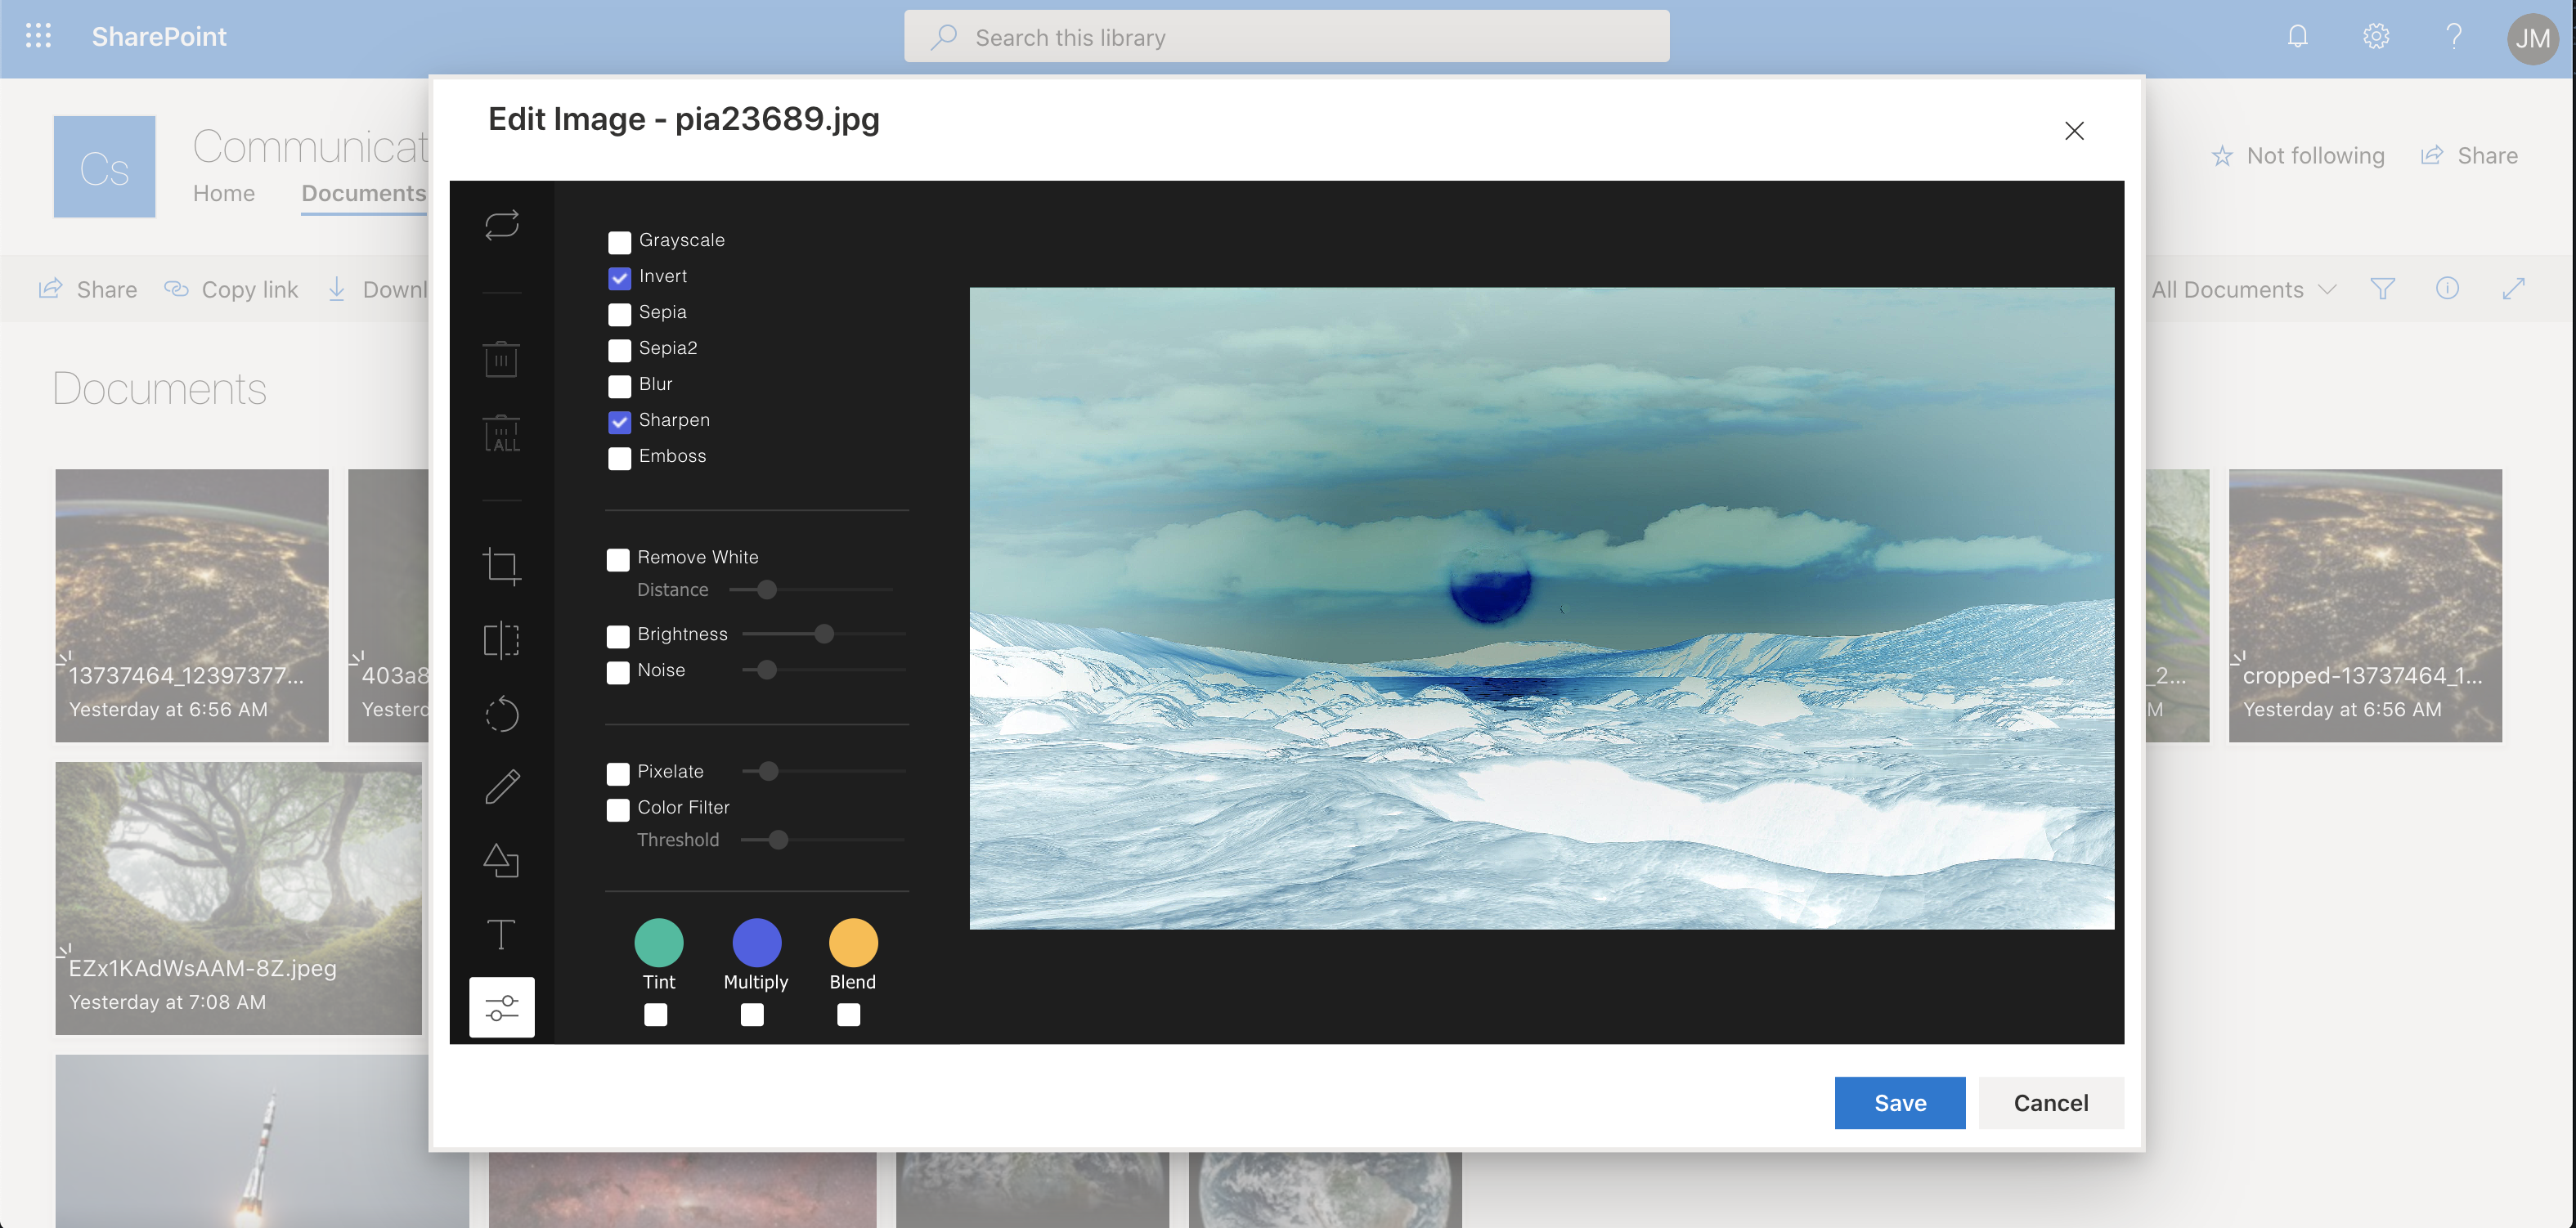 SharePoint
Search this library
JM
Edit Image - pia23689.jpg
Cs
Communicat
Home
Documents
Not following
Share
Share
Copy link
Downl
All Documents
Documents
Grayscale
Invert
Sepia
Sepia2
Blur
Sharpen
Emboss
ALL
Remove White
Distance
Brightness
Noise
Pixelate
Color Filter
Threshold
Tint
Multiply
Blend
13737464_12397377...
Yesterday at 6:56 AM
403a8
Yesterd
_2...
M
cropped-13737464_1...
Yesterday at 6:56 AM
EZx1KAdWsAAM-8Z.jpeg
Yesterday at 7:08 AM
Save
Cancel